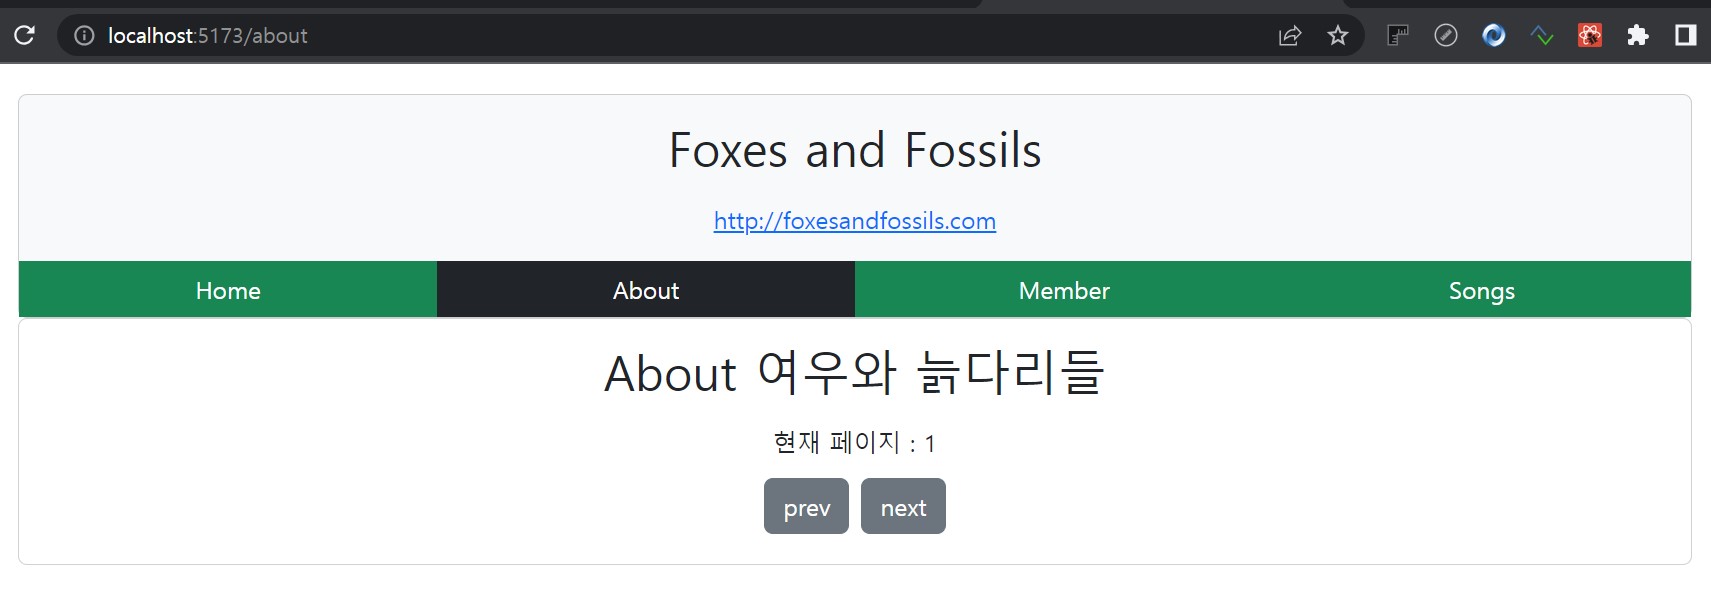 localhost:5173/about
Foxes and Fossils
http://foxesandfossils.com
Home About Member Songs
About 여우와 늙다리들
현재 페이지 : 1
prev next